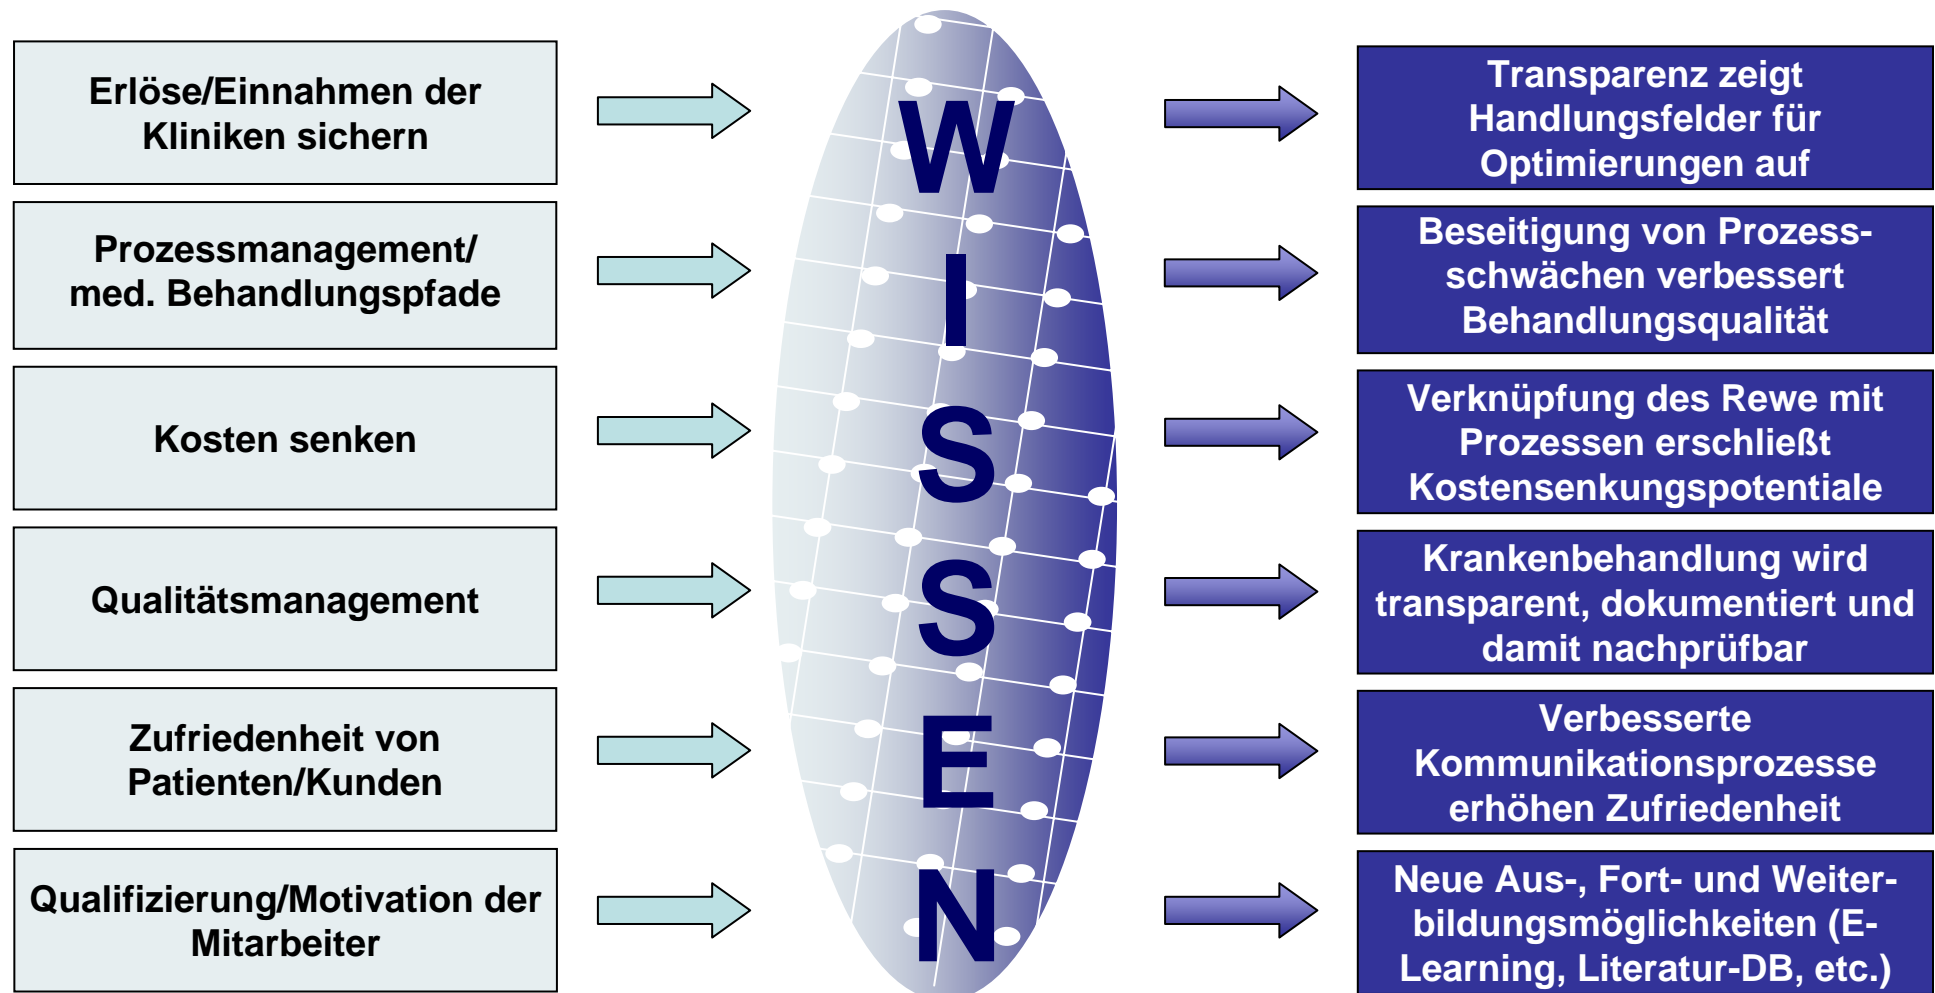 Erlöse/Einnahmen der
Kliniken sichern
Prozessmanagement/
med. Behandlungspfade
Kosten senken
Qualitätsmanagement
Zufriedenheit von
Patienten/Kunden
Qualifizierung/Motivation der
Mitarbeiter
W
I
S
S
E
N
Transparenz zeigt
Handlungsfelder für
Optimierungen auf
Beseitigung von Prozess-
schwächen verbessert
Behandlungsqualität
Verknüpfung des Rewe mit
Prozessen erschließt
Kostensenkungspotentiale
Krankenbehandlung wird
transparent, dokumentiert und
damit nachprüfbar
Verbesserte
Kommunikationsprozesse
erhöhen Zufriedenheit
Neue Aus-, Fort- und Weiter-
bildungsmöglichkeiten (E-
Learning, Literatur-DB, etc.)